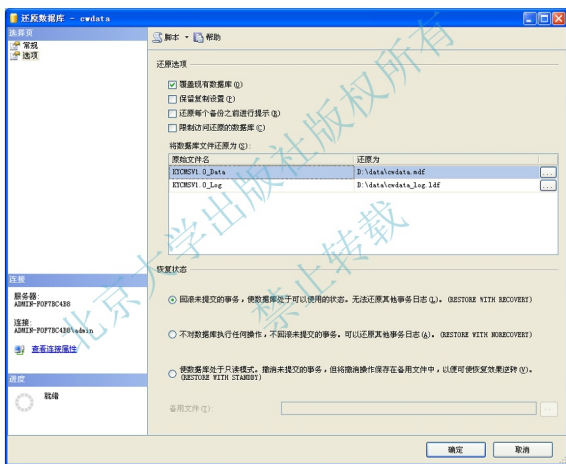 还原数据库 - cwdata
选择页
常规
选项
脚本
帮助
还原选项
覆盖现有数据库(O)
保留复制设置(P)
还原每个备份之前进行提示(R)
限制访问还原的数据库(C)
将数据库文件还原为(S):
原始文件名 还原为
KYCMSV1.0_Data D:\data\cwdata.mdf ...
KYCMSV1.0_Log D:\data\cwdata_log.ldf ...
恢复状态
回滚未提交的事务，使数据库处于可以使用的状态。无法还原其他事务日志(L)。(RESTORE WITH RECOVERY)
不对数据库执行任何操作，不回滚未提交的事务。可以还原其他事务日志(A)。(RESTORE WITH NORECOVERY)
使数据库处于只读模式。撤消未提交的事务，但将撤消操作保存在备用文件中，以便可使恢复效果逆转(V)。
(RESTORE WITH STANDBY)
备用文件(T):
连接
服务器:
ADMIN-F0F7BC4B8
连接:
ADMIN-F0F7BC4B8\admin
查看连接属性
进度
就绪
确定
取消
北京大学出版社版权所有
禁止转载